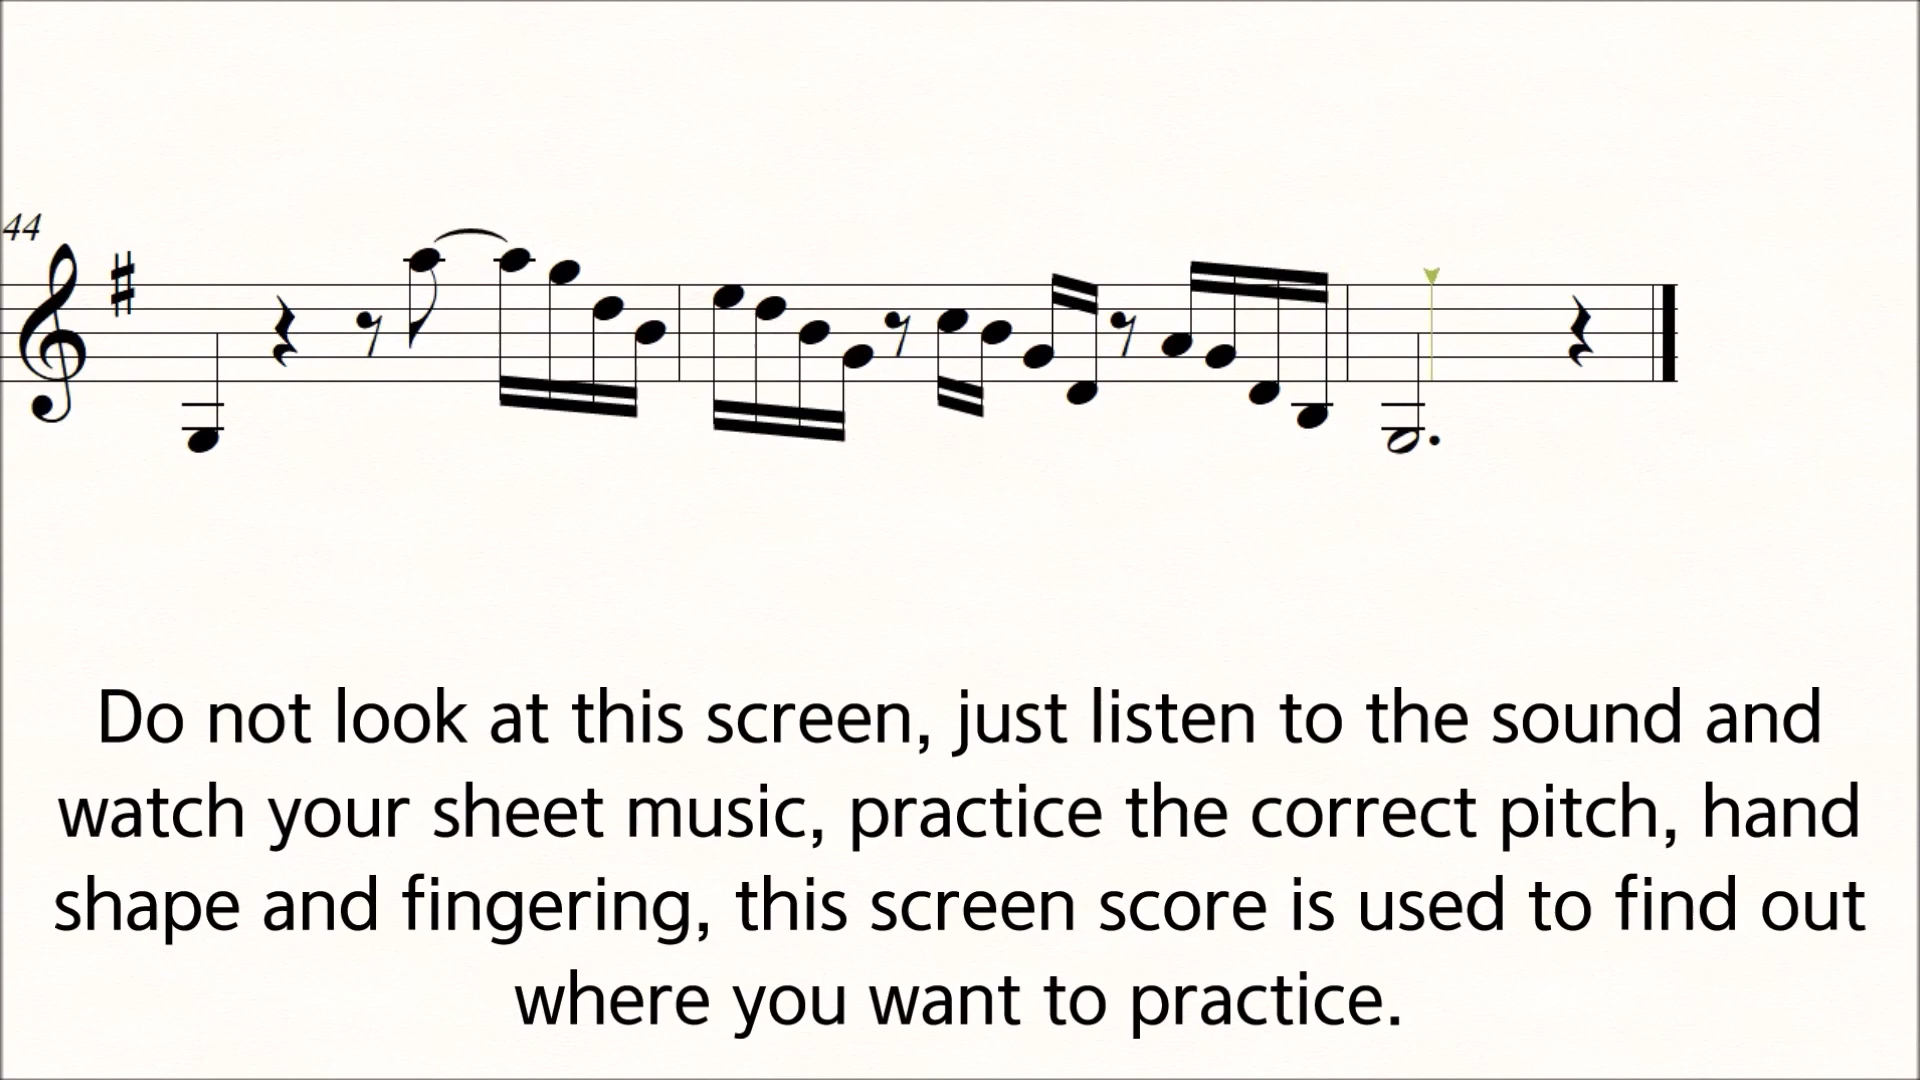 44
Do not look at this screen, just listen to the sound and
watch your sheet music, practice the correct pitch, hand
shape and fingering, this screen score is used to find out
where you want to practice.